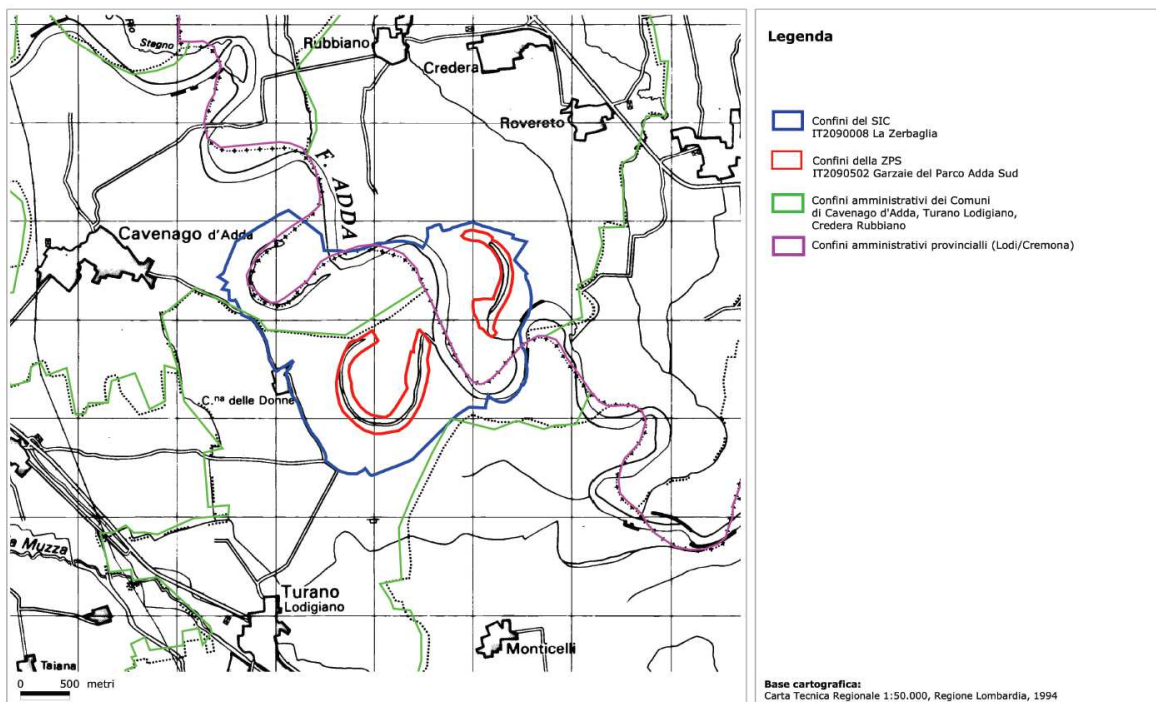 Rio
Stagno
Rubbiano
Credera
Rovereto
F. ADDA
Cavenago d'Adda
C.na delle Donne
a Muzza
Turano
Lodigiano
Monticelli
Taiana
0 500 metri
Legenda
Confini del SIC
IT2090008 La Zerbaglia
Confini della ZPS
IT2090502 Garzaie del Parco Adda Sud
Confini amministrativi dei Comuni
di Cavenago d'Adda, Turano Lodigiano,
Credera Rubbiano
Confini amministrativi provincialli (Lodi/Cremona)
Base cartografica:
Carta Tecnica Regionale 1:50.000, Regione Lombardia, 1994